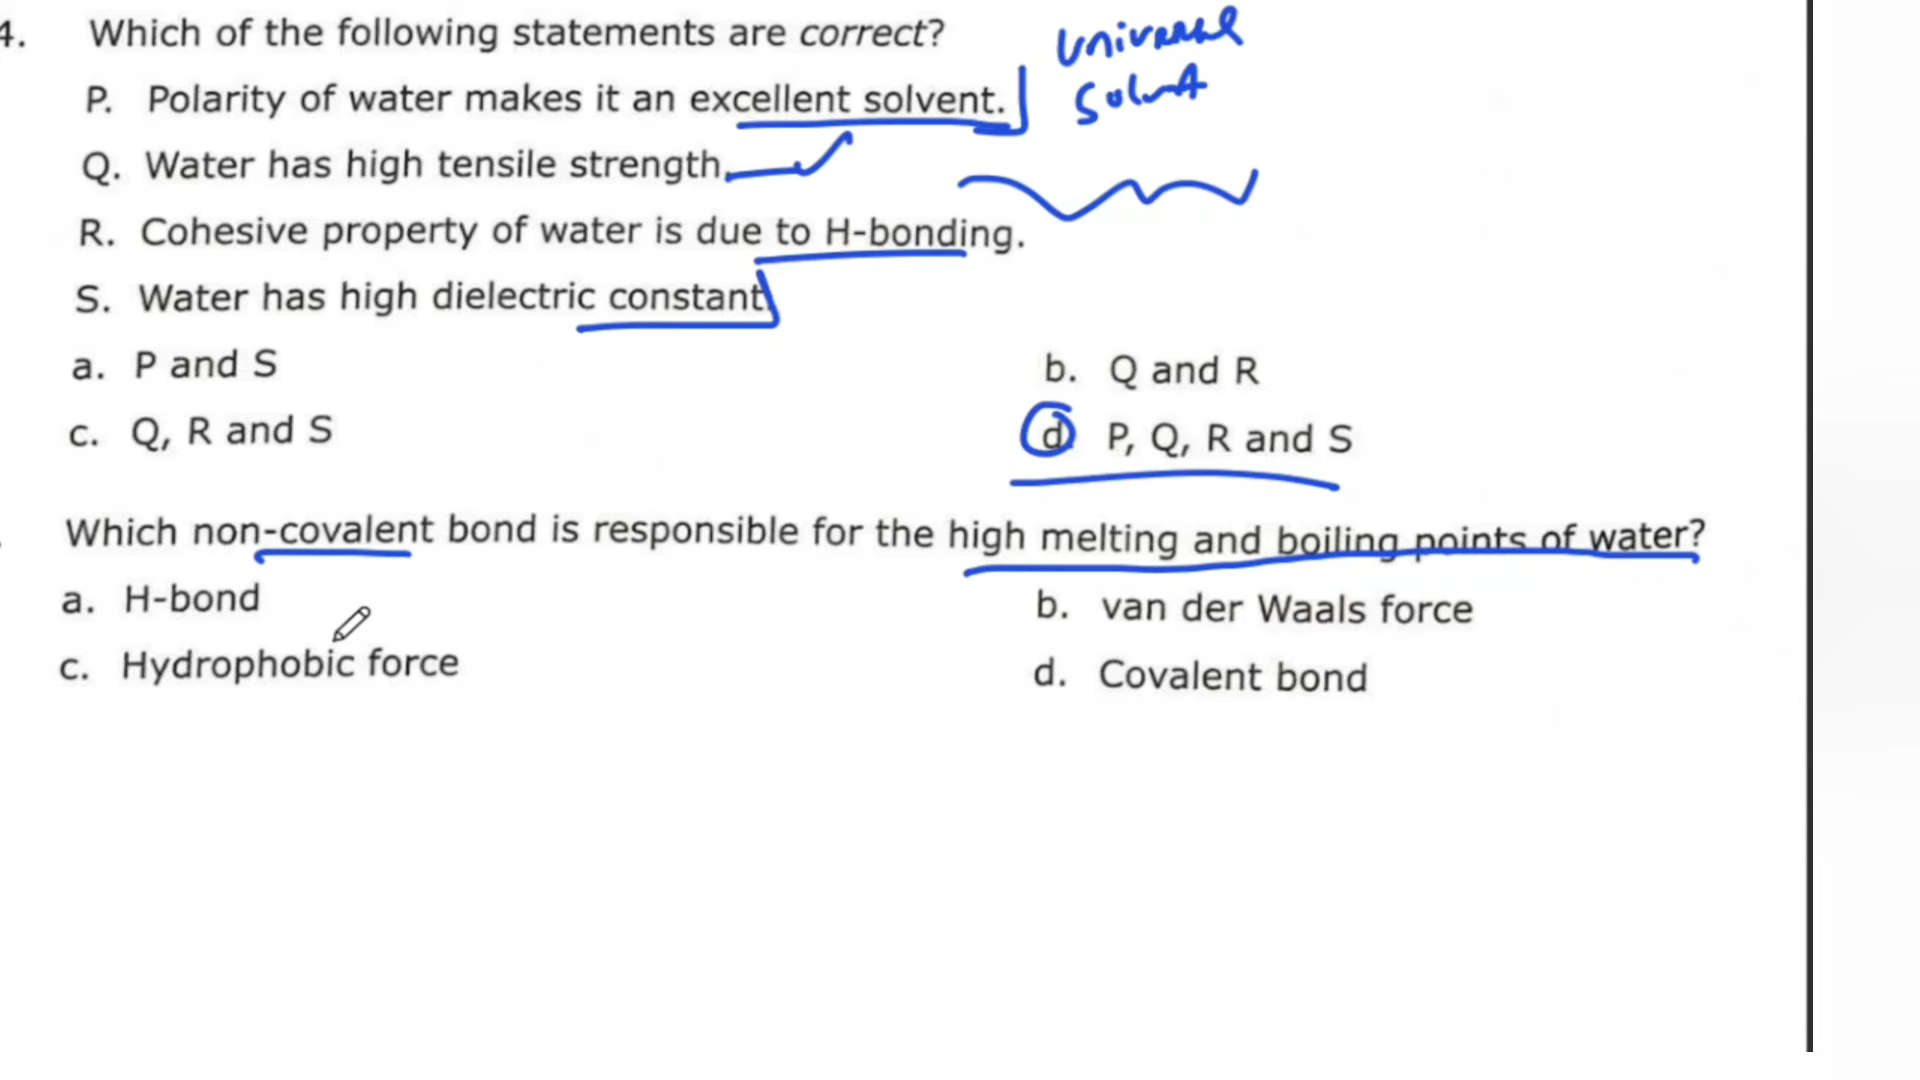 4. Which of the following statements are correct?
Universal
P. Polarity of water makes it an excellent solvent.
Solvent
Q. Water has high tensile strength.
R. Cohesive property of water is due to H-bonding.
S. Water has high dielectric constant.
a. P and S
b. Q and R
c. Q, R and S
d. P, Q, R and S
Which non-covalent bond is responsible for the high melting and boiling points of water?
a. H-bond
b. van der Waals force
c. Hydrophobic force
d. Covalent bond